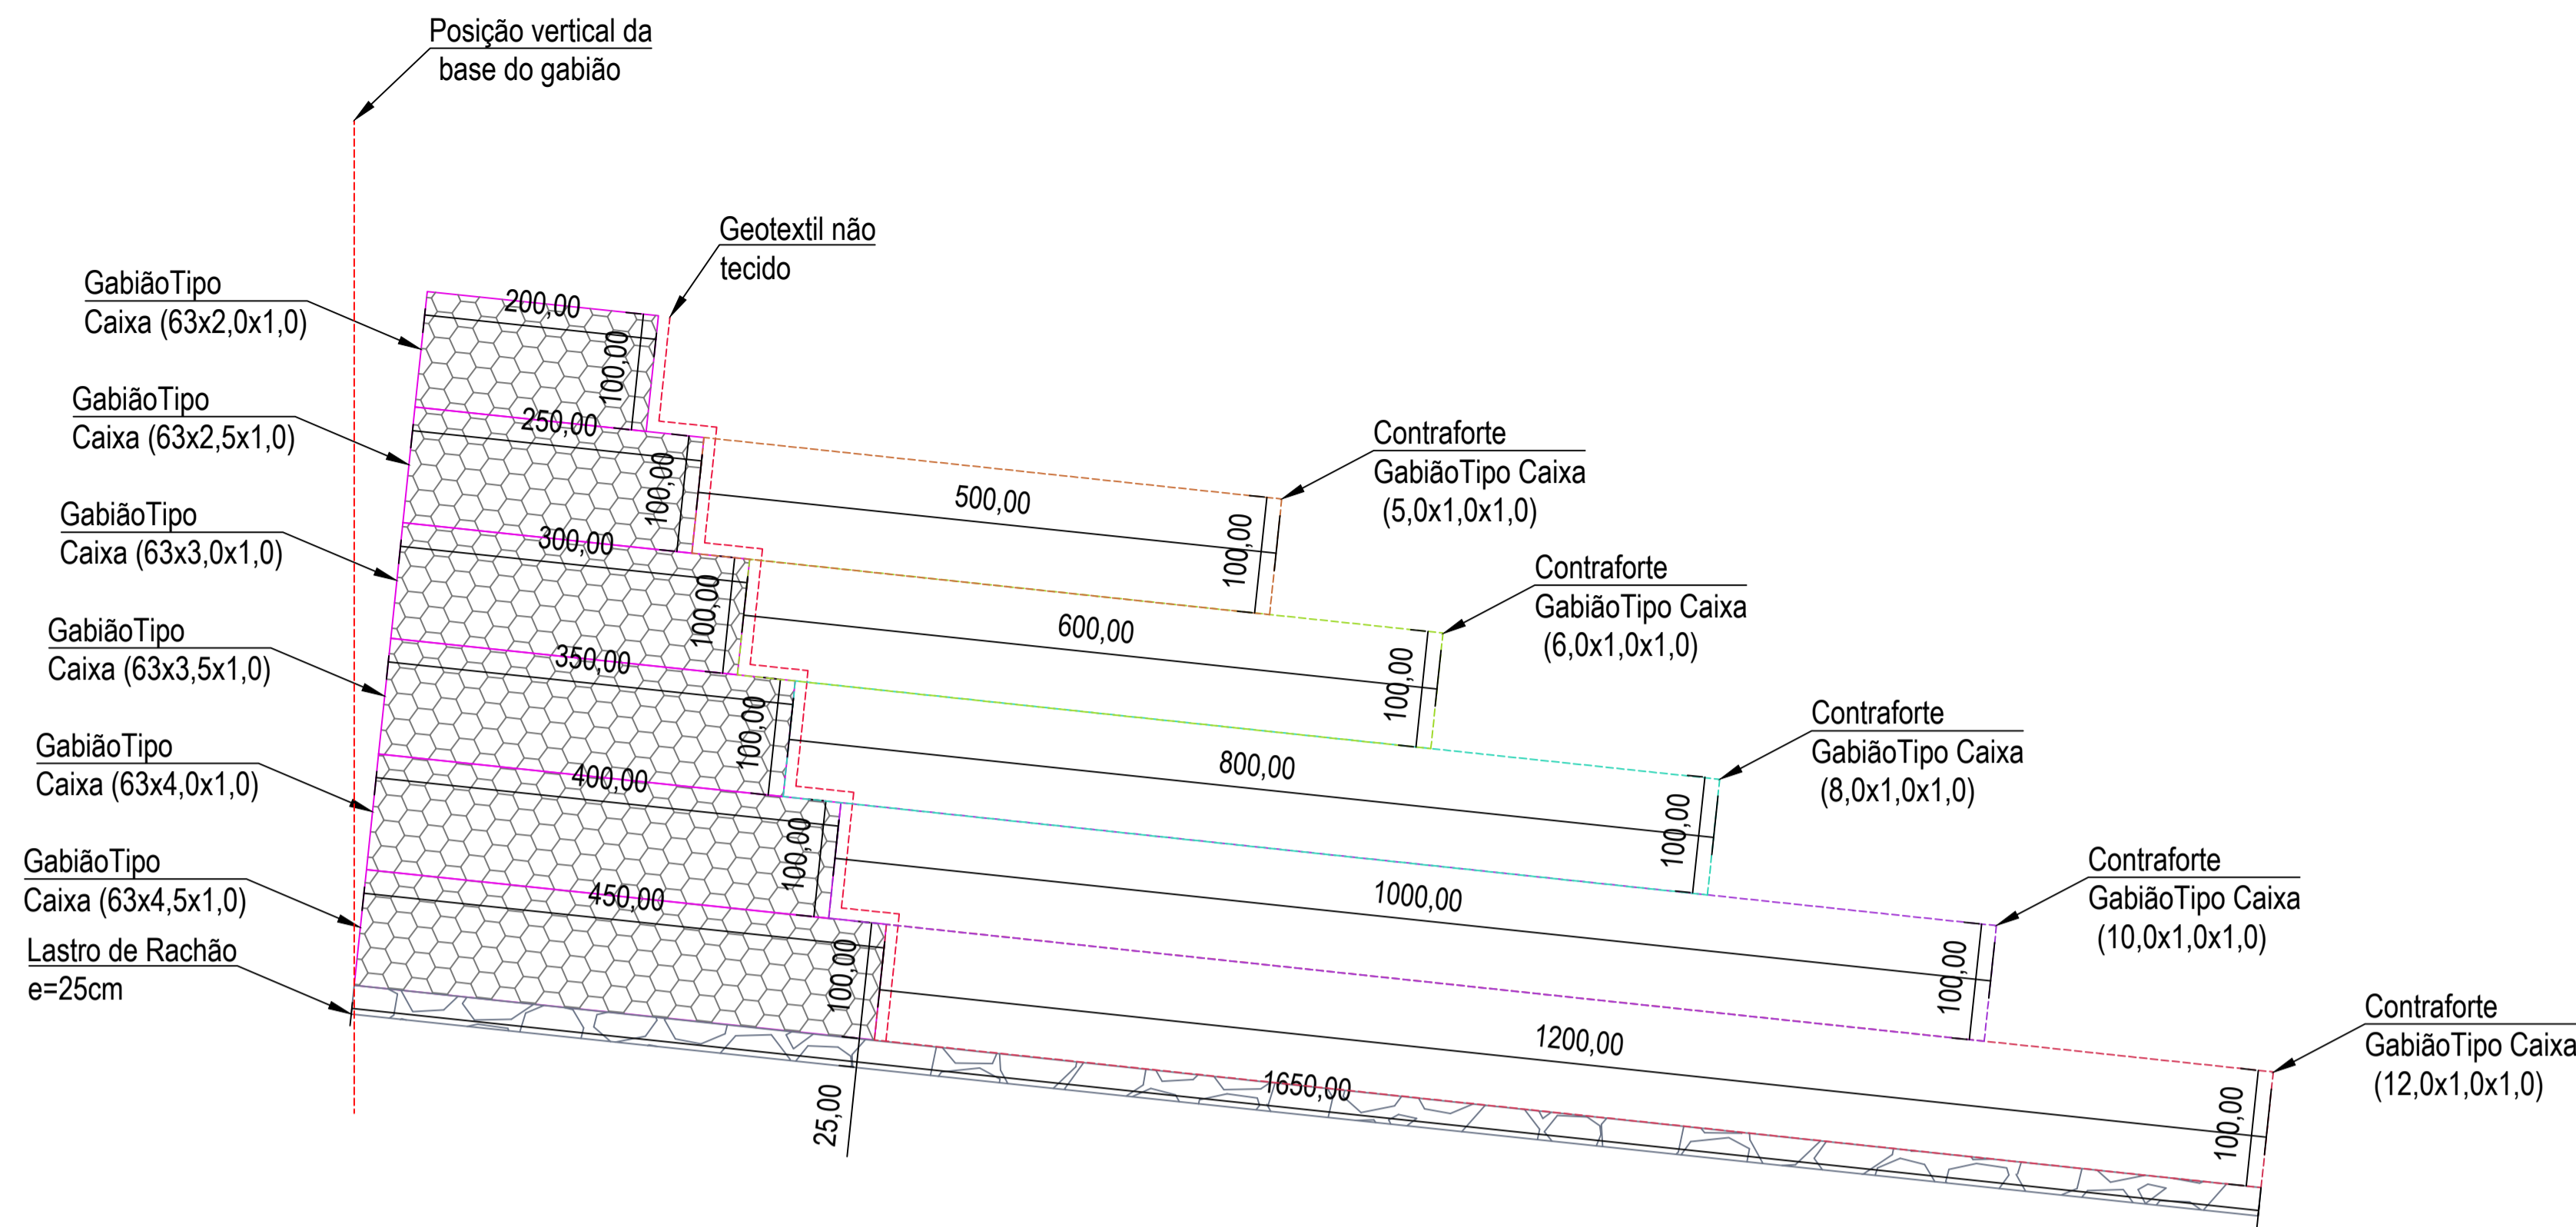 Posição vertical da
base do gabião
Geotextil não
tecido
GabiãoTipo
Caixa (63x2,0x1,0)
200,00
100,00
GabiãoTipo
Caixa (63x2,5x1,0)
250,00
100,00
500,00
100,00
Contraforte
GabiãoTipo Caixa
(5,0x1,0x1,0)
GabiãoTipo
Caixa (63x3,0x1,0)
300,00
100,00
600,00
100,00
Contraforte
GabiãoTipo Caixa
(6,0x1,0x1,0)
GabiãoTipo
Caixa (63x3,5x1,0)
350,00
100,00
800,00
100,00
Contraforte
GabiãoTipo Caixa
(8,0x1,0x1,0)
GabiãoTipo
Caixa (63x4,0x1,0)
400,00
100,00
1000,00
100,00
Contraforte
GabiãoTipo Caixa
(10,0x1,0x1,0)
GabiãoTipo
Caixa (63x4,5x1,0)
450,00
100,00
1200,00
100,00
Contraforte
GabiãoTipo Caixa
(12,0x1,0x1,0)
Lastro de Rachão
e=25cm
1650,00
25,00